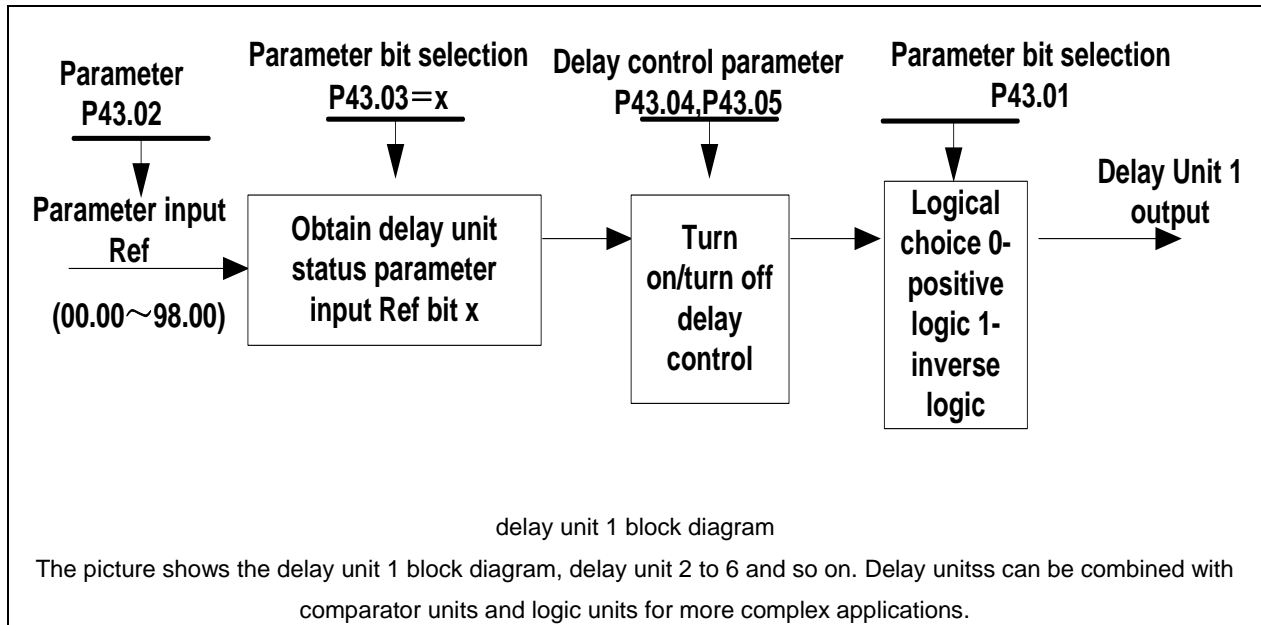 Parameter
P43.02
Parameter bit selection
P43.03=x
Delay control parameter
P43.04,P43.05
Parameter bit selection
P43.01
Parameter input
Ref
(00.00～98.00)
Obtain delay unit
status parameter
input Ref bit x
Turn
on/turn off
delay
control
Logical
choice 0-
positive
logic 1-
inverse
logic
Delay Unit 1
output
delay unit 1 block diagram
The picture shows the delay unit 1 block diagram, delay unit 2 to 6 and so on. Delay unitss can be combined with
comparator units and logic units for more complex applications.